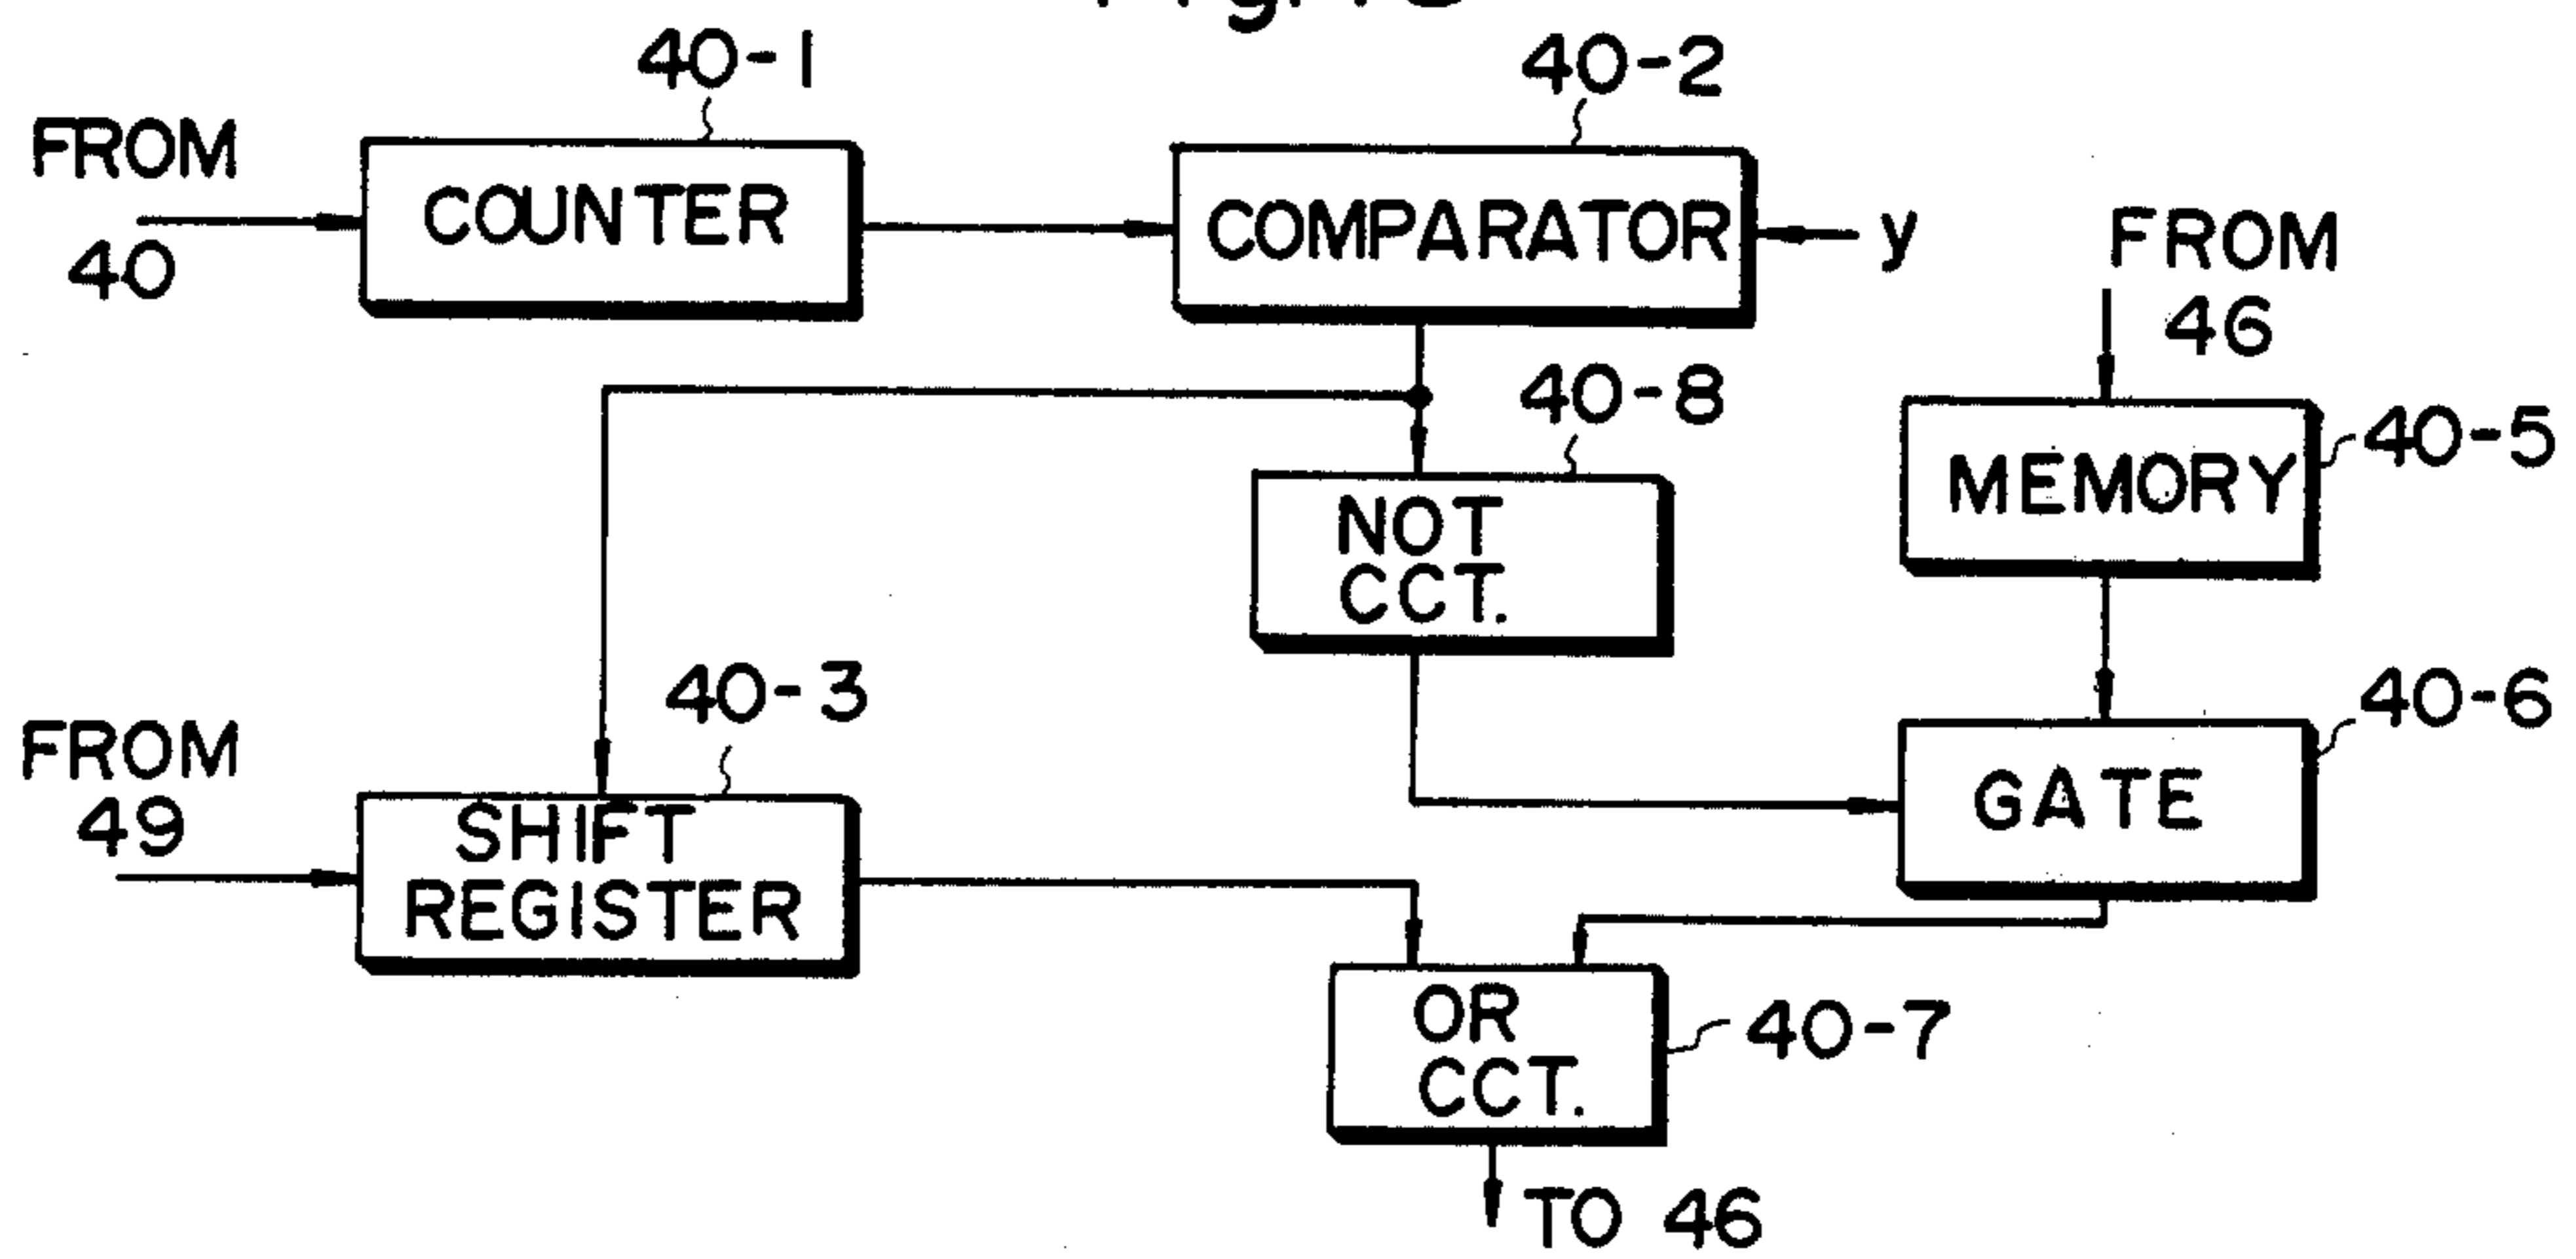 40-1
40-2
FROM
40
COUNTER
COMPARATOR
y
FROM
46
40-8
40-5
MEMORY
NOT
CCT.
40-3
40-6
FROM
49
SHIFT
REGISTER
GATE
OR
CCT.
40-7
TO 46